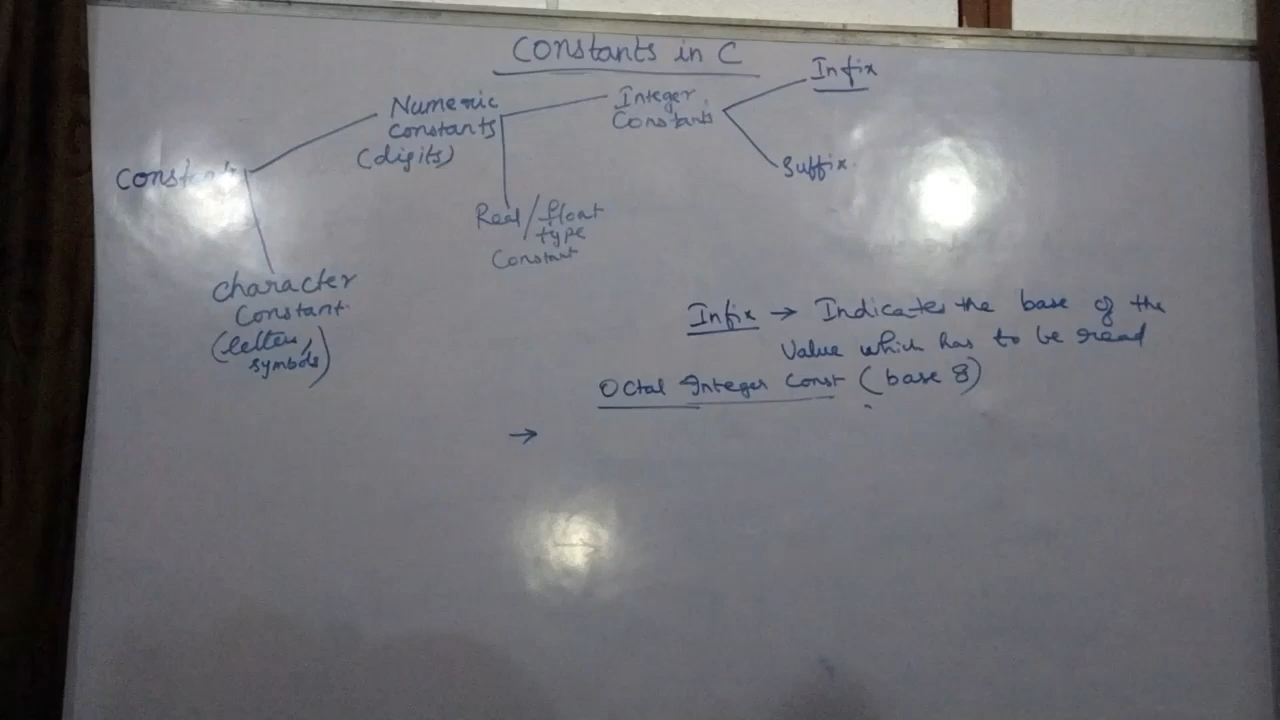 Constants in C
Infix
Numeric
constants
(digits)
Integer
Constants
Suffix
Real/float
type
Constant
character
Constant
(letters,
symbols)
Infix → Indicates the base of the
Value which has to be read
Octal Integer Const (base 8)
→